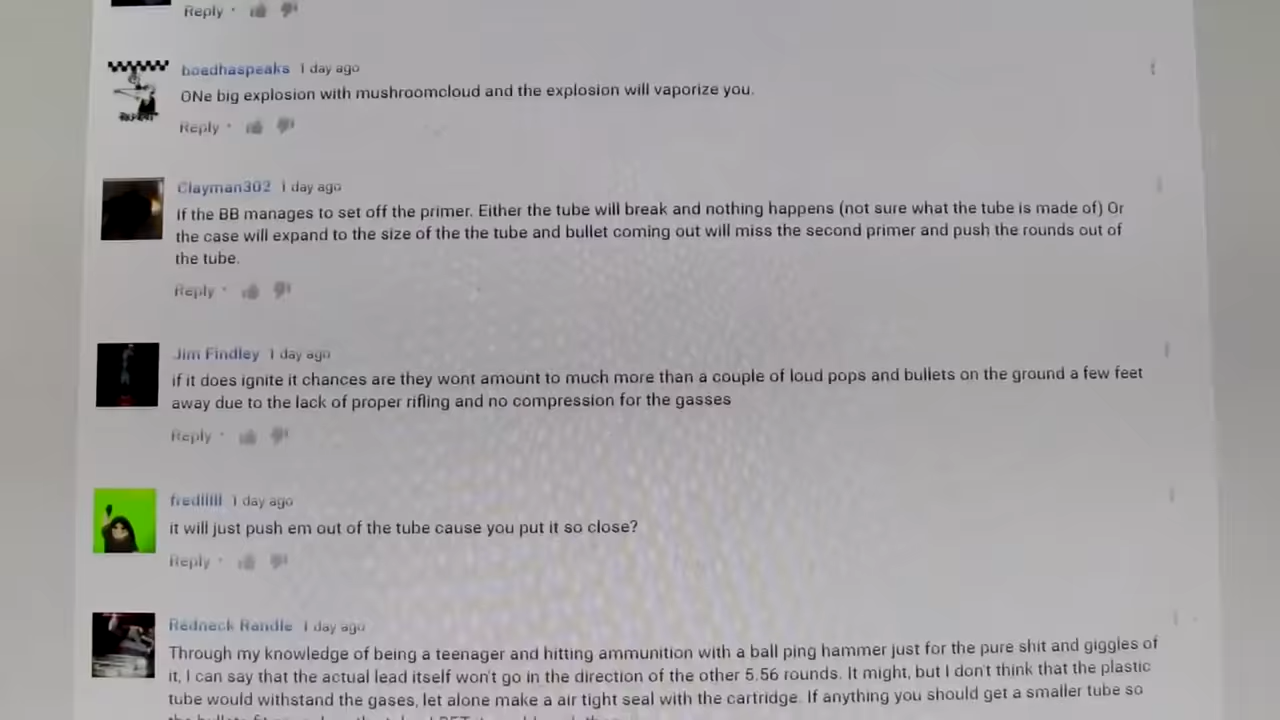 Reply
boedhaspeaks 1 day ago
ONe big explosion with mushroomcloud and the explosion will vaporize you.
Reply
Clayman302 1 day ago
If the BB manages to set off the primer. Either the tube will break and nothing happens (not sure what the tube is made of) Or
the case will expand to the size of the the tube and bullet coming out will miss the second primer and push the rounds out of
the tube.
Reply
Jim Findley 1 day ago
if it does ignite it chances are they wont amount to much more than a couple of loud pops and bullets on the ground a few feet
away due to the lack of proper rifling and no compression for the gasses
Reply
1 day ago
it will just push em out of the tube cause you put it so close?
Reply
Redneck Randle 1 day ago
Through my knowledge of being a teenager and hitting ammunition with a ball ping hammer just for the pure shit and giggles of
it, I can say that the actual lead itself won't go in the direction of the other 5.56 rounds. It might, but I don't think that the plastic
tube would withstand the gases, let alone make a air tight seal with the cartridge. If anything you should get a smaller tube so